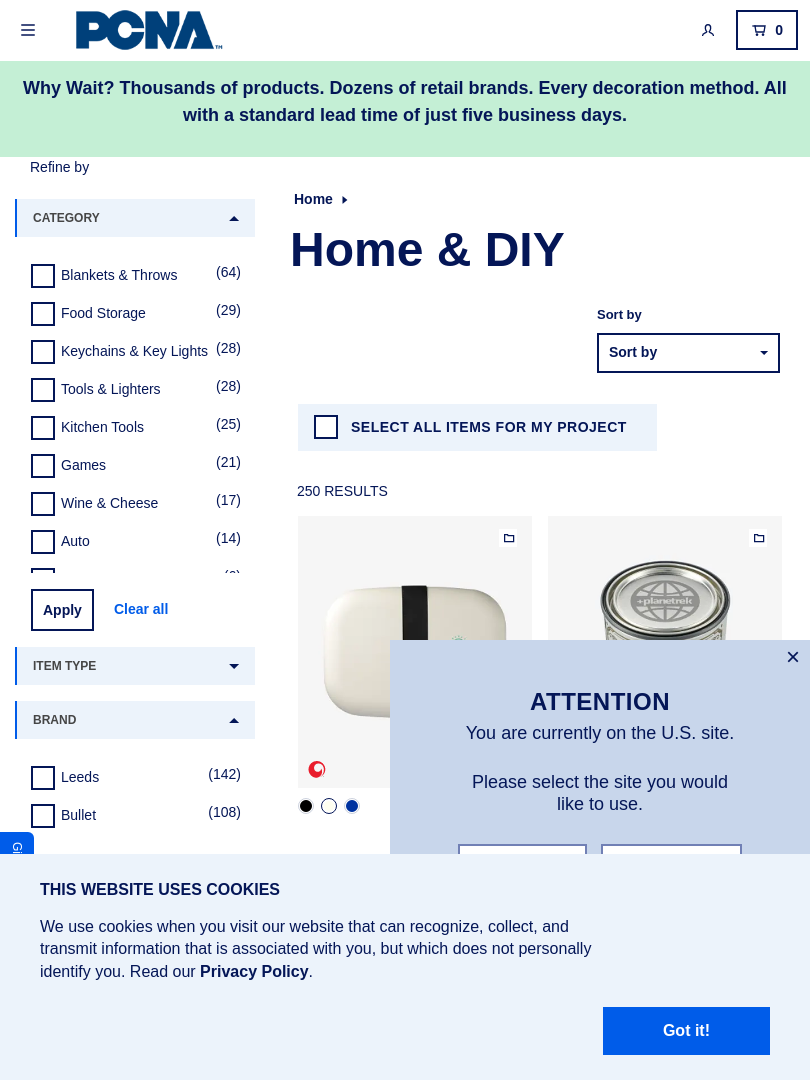 PCNA™
0
Why Wait? Thousands of products. Dozens of retail brands. Every decoration method. All
with a standard lead time of just five business days.
Refine by
CATEGORY
Blankets & Throws (64)
Food Storage (29)
Keychains & Key Lights (28)
Tools & Lighters (28)
Kitchen Tools (25)
Games (21)
Wine & Cheese (17)
Auto (14)
Apply
Clear all
ITEM TYPE
BRAND
Leeds (142)
Bullet (108)
Home
Home & DIY
Sort by
Sort by
SELECT ALL ITEMS FOR MY PROJECT
250 RESULTS
planetrek
×
ATTENTION
You are currently on the U.S. site.
Please select the site you would
like to use.
THIS WEBSITE USES COOKIES
We use cookies when you visit our website that can recognize, collect, and
transmit information that is associated with you, but which does not personally
identify you. Read our Privacy Policy.
Got it!